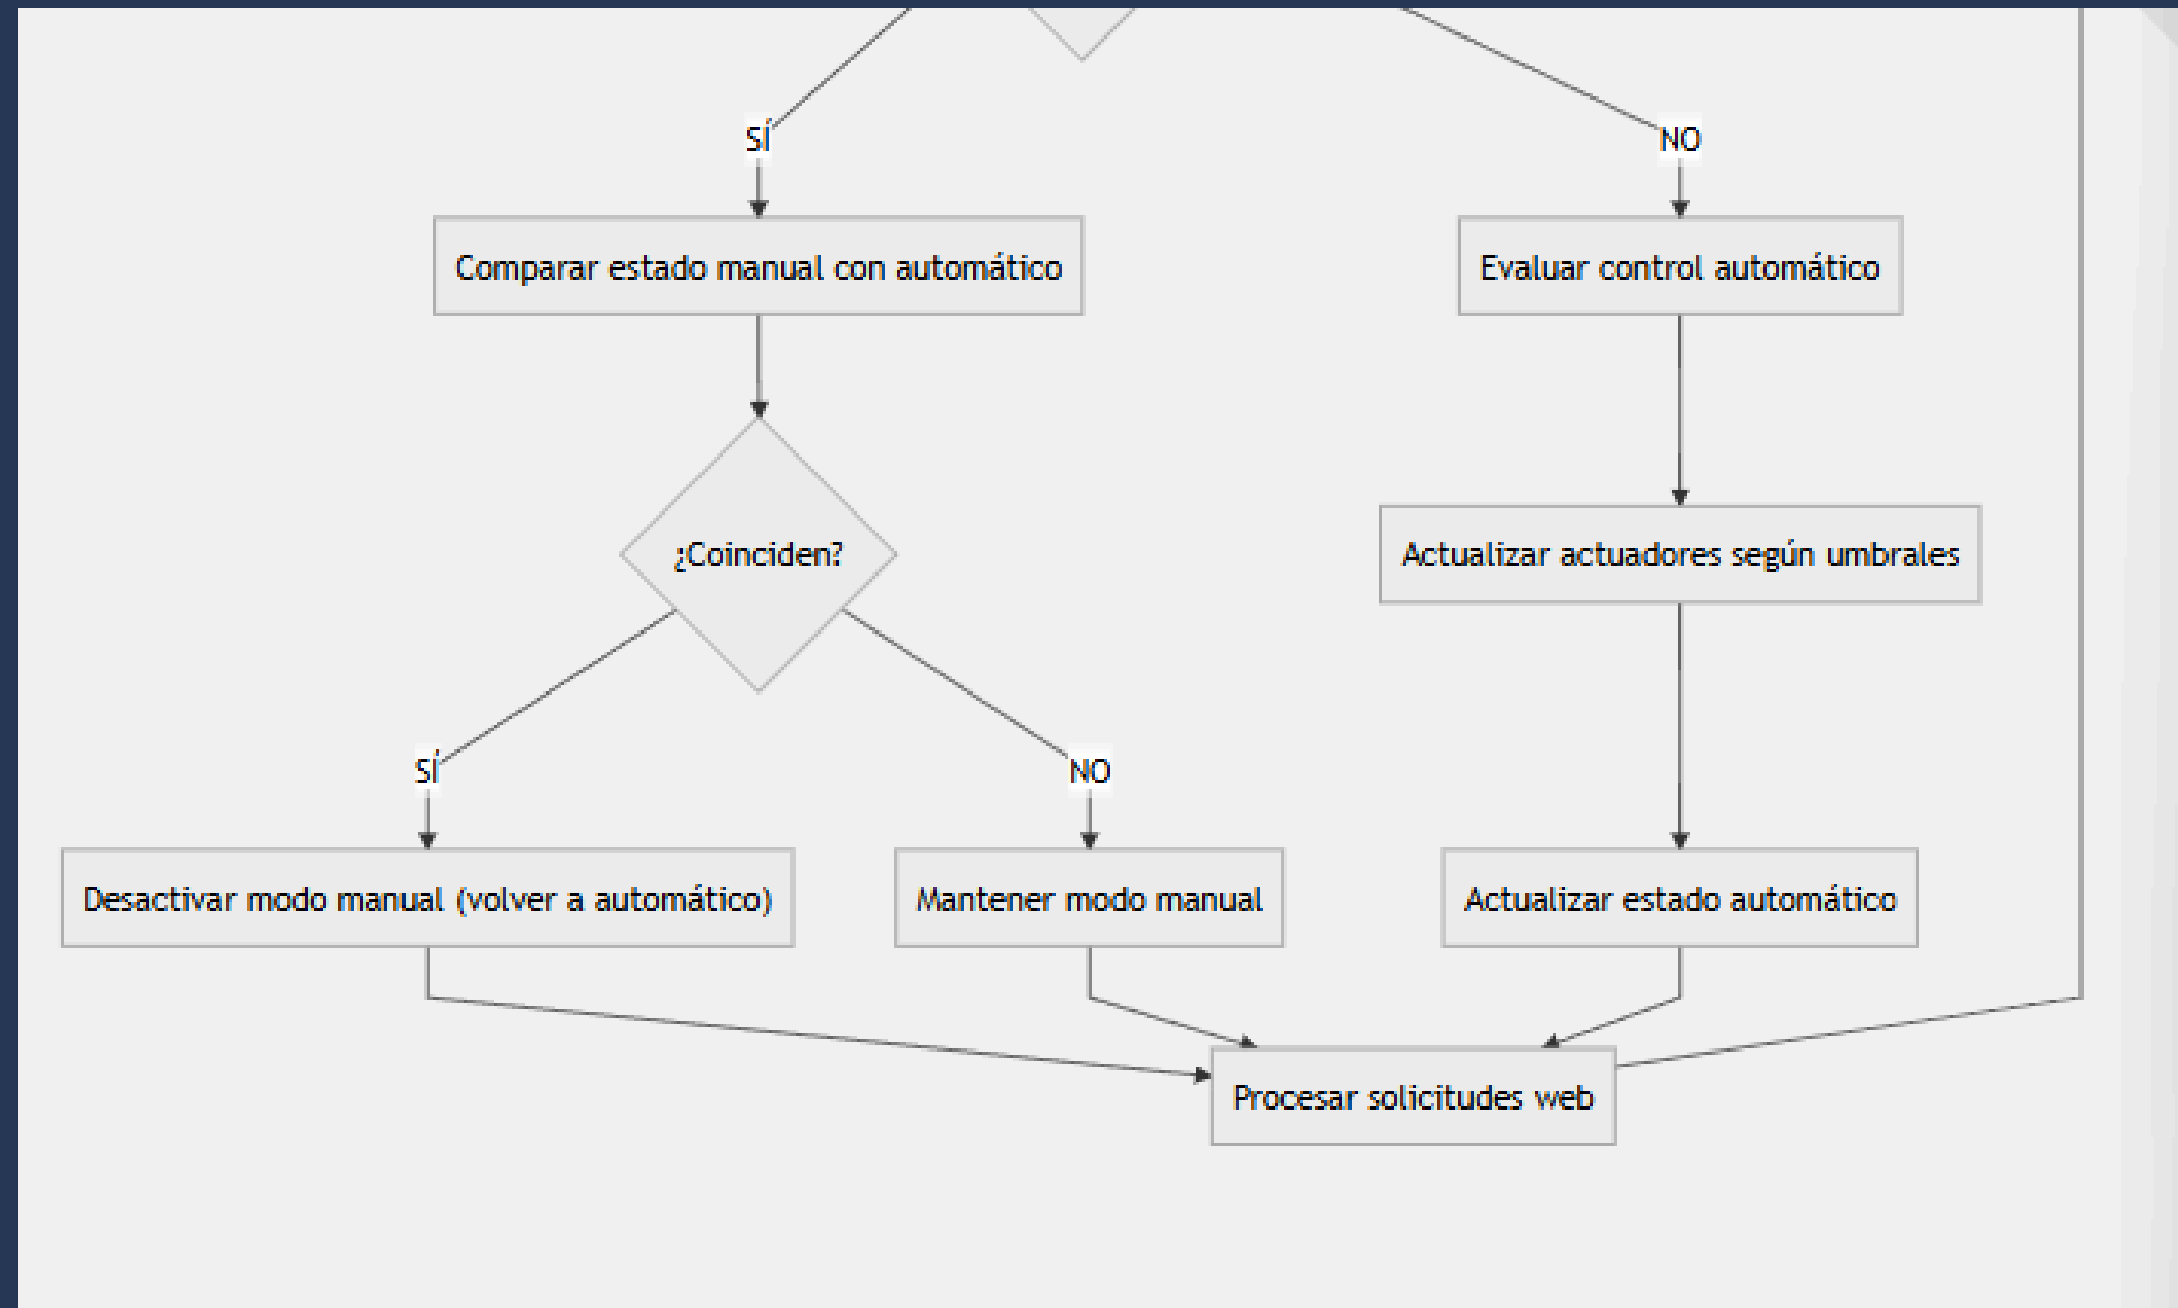 SÍ
NO
Comparar estado manual con automático
Evaluar control automático
¿Coinciden?
Actualizar actuadores según umbrales
SÍ
NO
Desactivar modo manual (volver a automático)
Mantener modo manual
Actualizar estado automático
Procesar solicitudes web